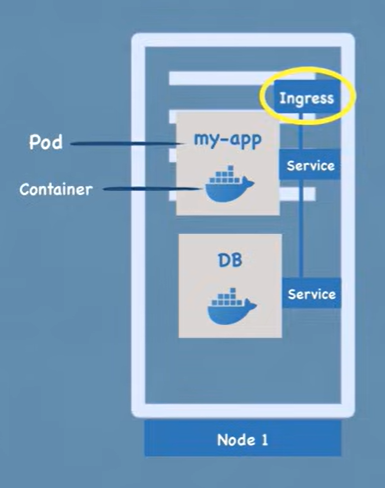 Ingress
Pod
my-app
Service
Container
DB
Service
Node 1